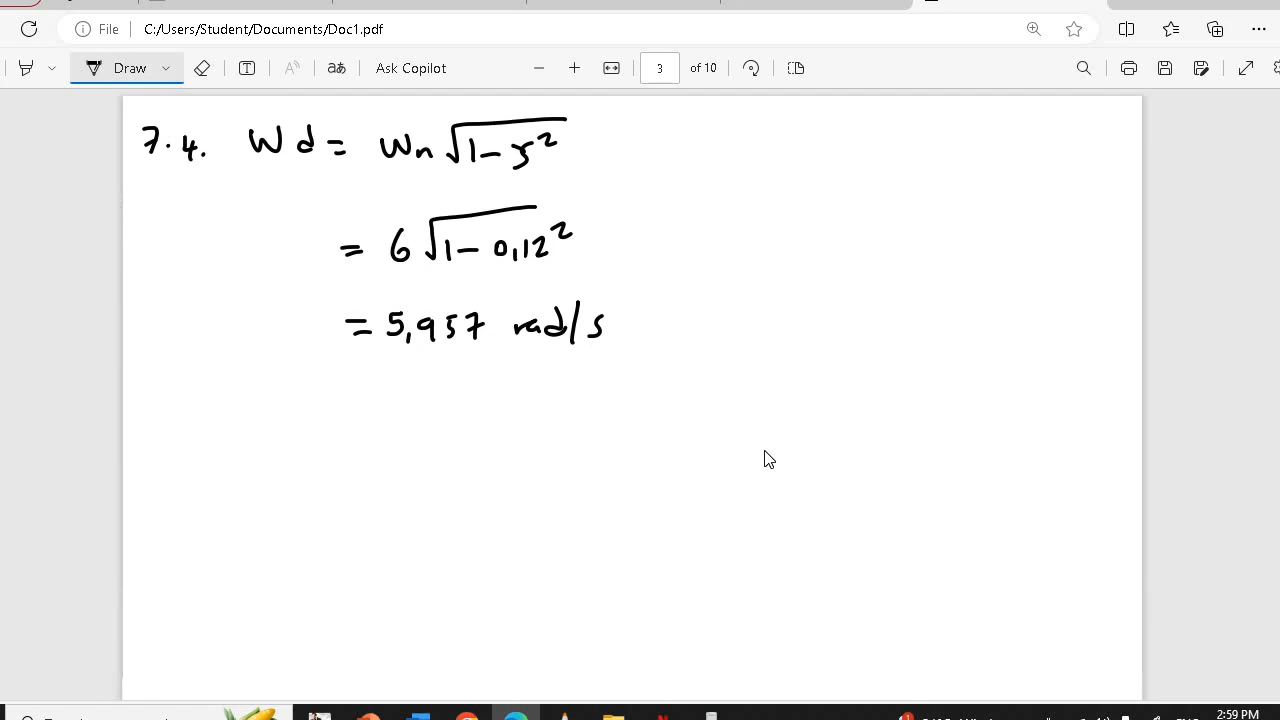 File C:/Users/Student/Documents/Doc1.pdf
Draw Ask Copilot 3 of 10
7.4. Wd = Wn √1-ζ²
= 6 √1-0,12²
= 5,957 rad/s
2:59 PM